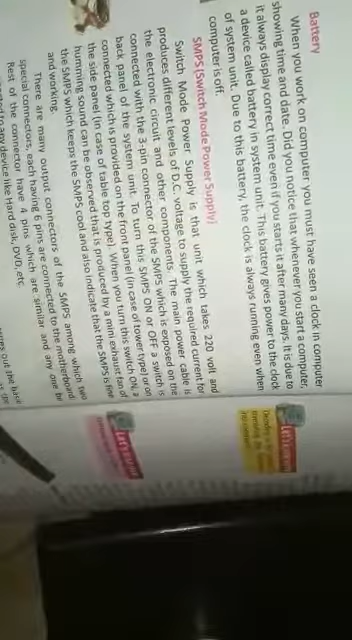 Battery
When you work on computer you must have seen a clock in computer
showing time and date. Did you notice that whenever you start a computer,
it always display correct time even if you starts it after many days. It is due to
a device called battery in system unit. This battery gives power to the clock
of system unit. Due to this battery, the clock is always running even when
computer is off.
SMPS (Switch Mode Power Supply)
Switch Mode Power Supply is that unit which takes 220 volt and
produces different levels of D.C. voltage to supply the required current for
the electronic circuit and other components. The main power cable is
connected with the 3-pin connector of the SMPS which is exposed on the
back panel of the system unit. To turn this SMPS ON or OFF a switch is
connected which is provided on the front panel (in case of tower type) or on
the side panel (in case of table top type). When you turn this switch ON, a
humming sound can be observed that is produced by a mini exhaust fan of
the SMPS which keeps the SMPS cool and also indicate that the SMPS is
and working.
There are many output connectors of the SMPS among which two
special connectors, each having 6 pins are connected to the motherboard.
Rest of the connector have 4 pins which are similar and any one
to any device like Hard disk, DVD, etc.
out the